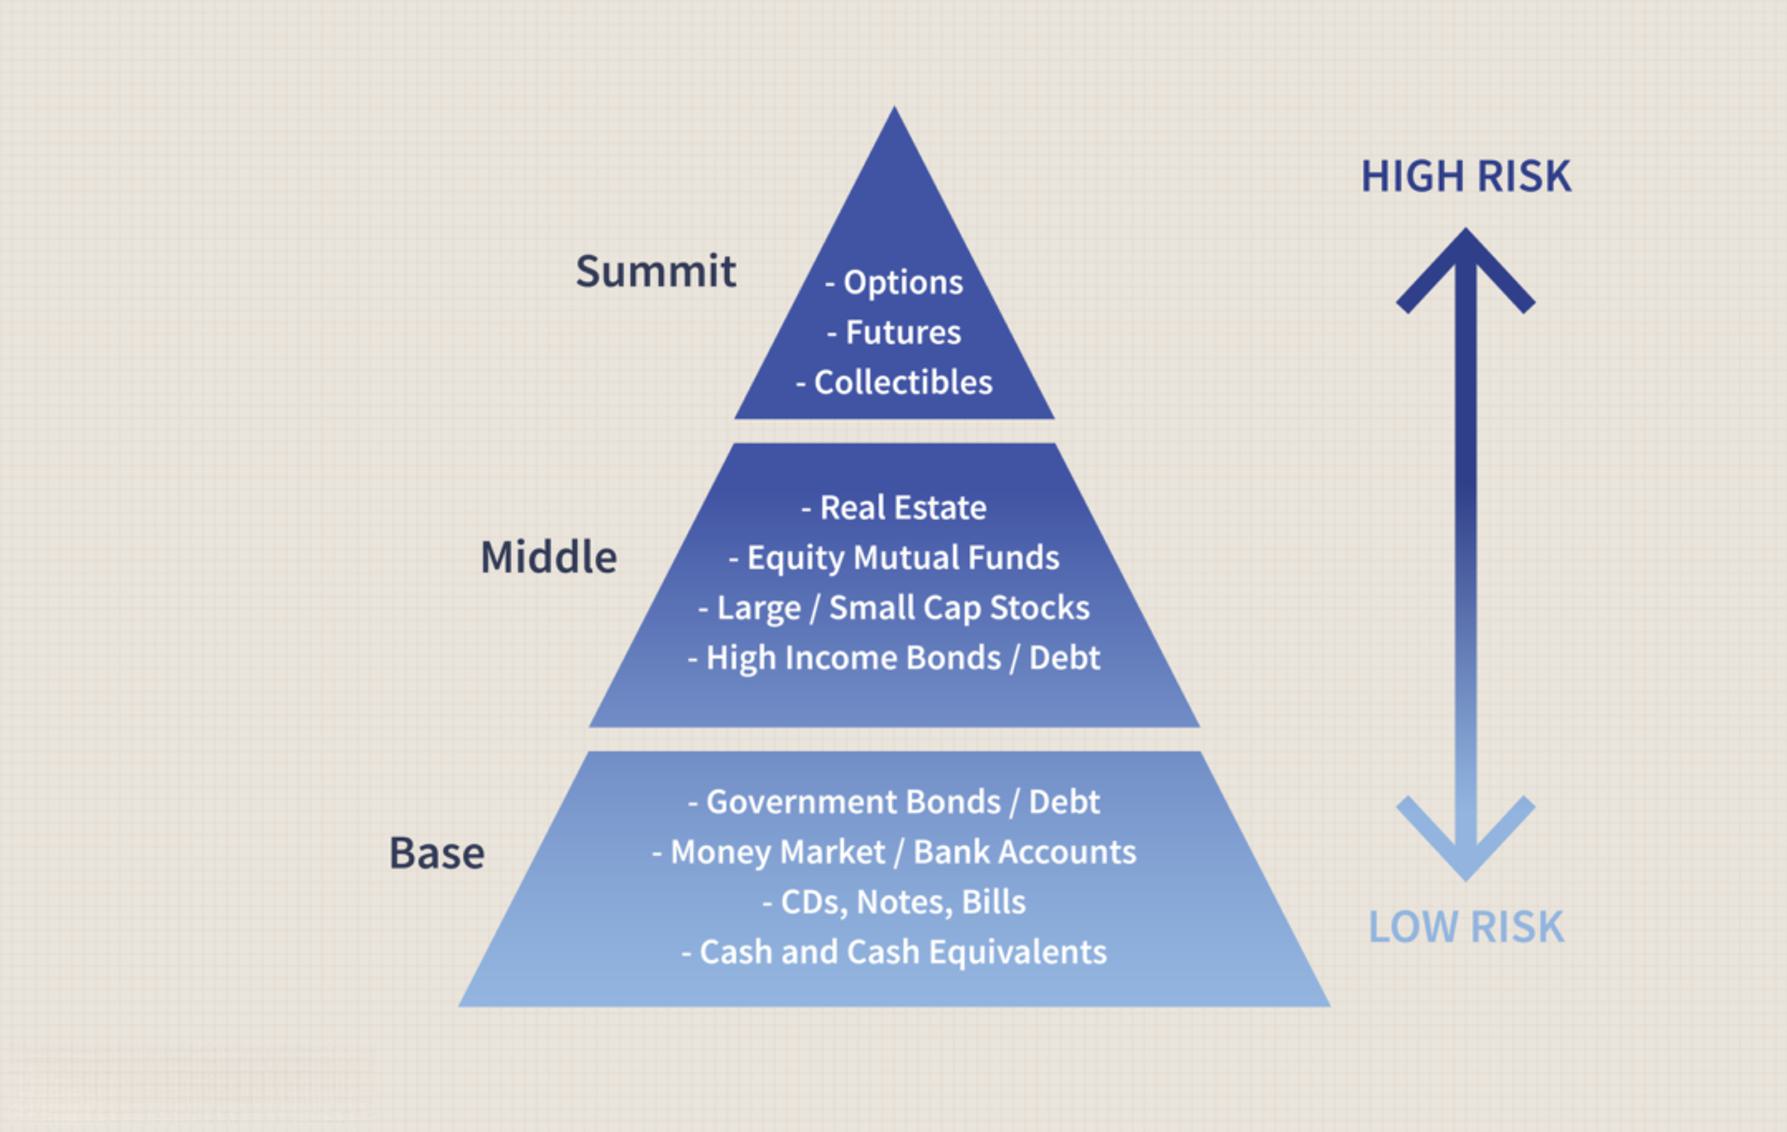 HIGH RISK
Summit
- Options
- Futures
- Collectibles
Middle
- Real Estate
- Equity Mutual Funds
- Large / Small Cap Stocks
- High Income Bonds / Debt
Base
- Government Bonds / Debt
- Money Market / Bank Accounts
- CDs, Notes, Bills
- Cash and Cash Equivalents
LOW RISK